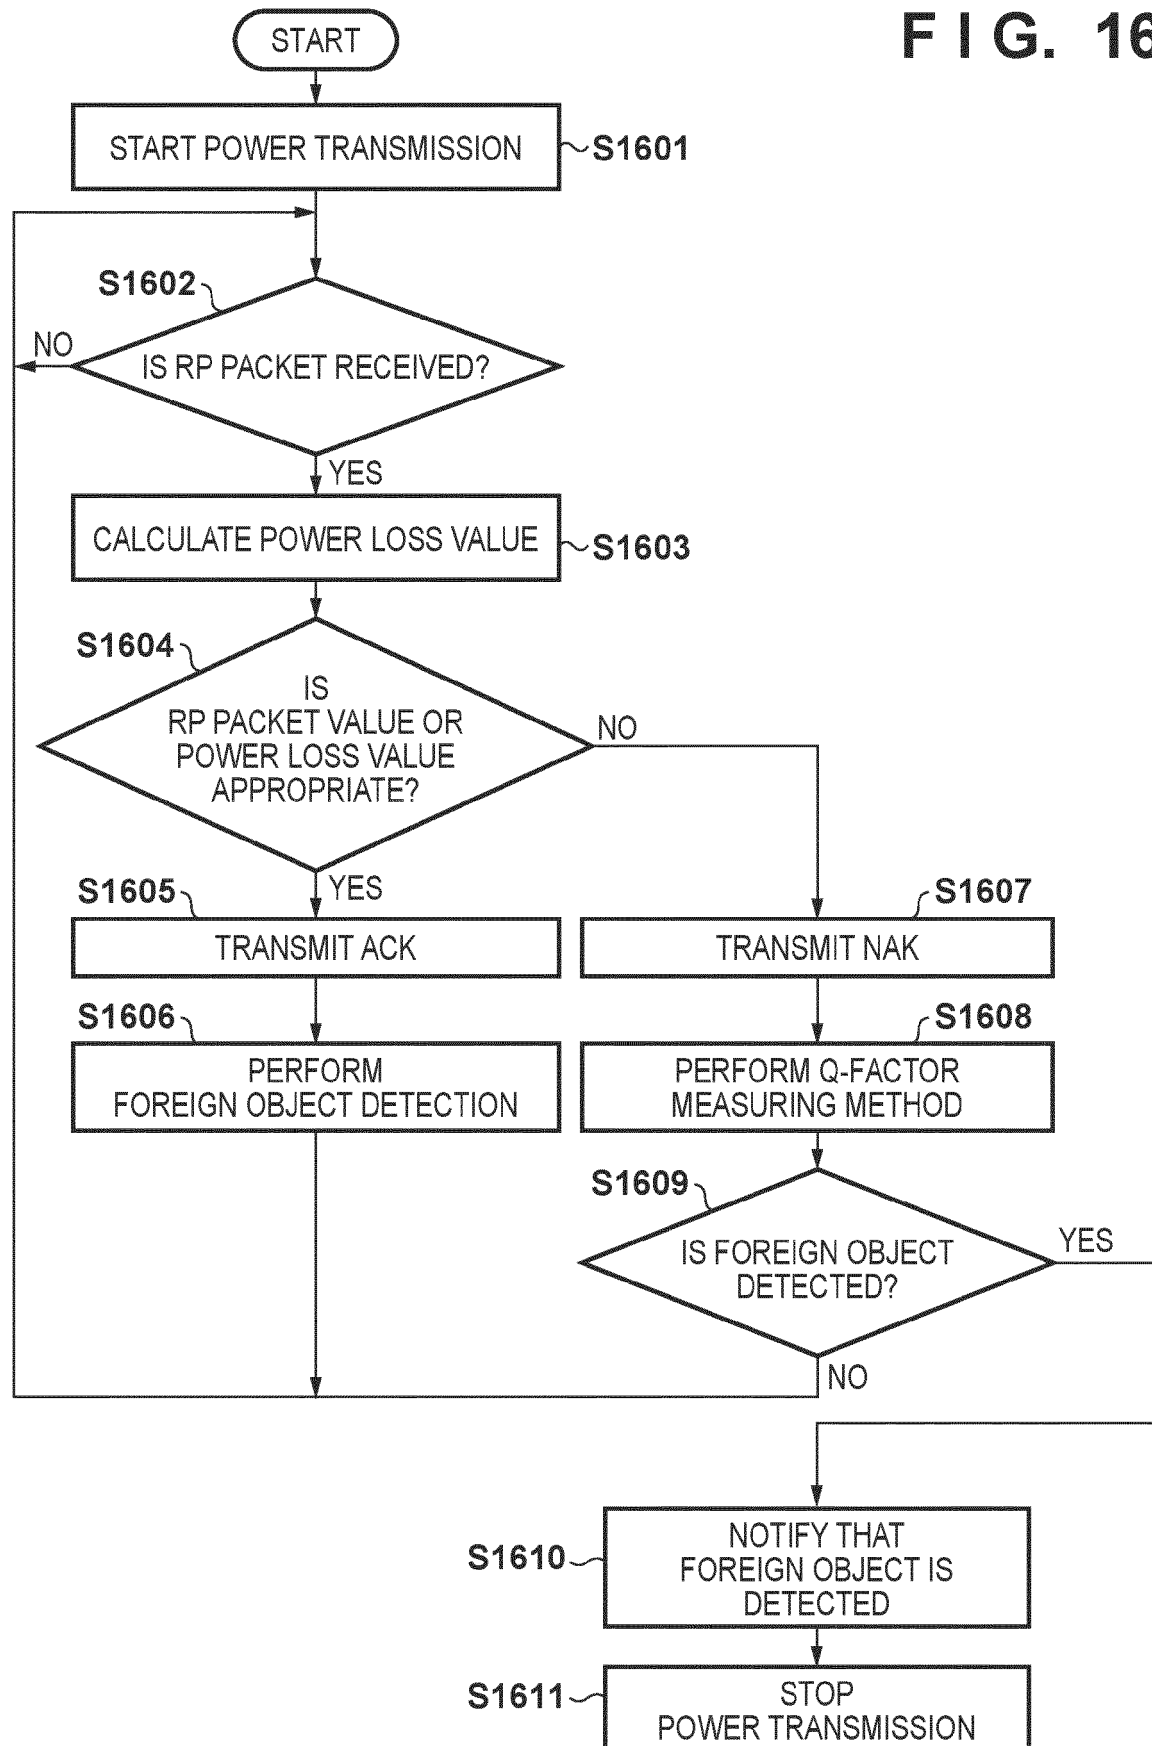 FIG. 16
START
START POWER TRANSMISSION
S1601
S1602
NO
IS RP PACKET RECEIVED?
YES
CALCULATE POWER LOSS VALUE
S1603
S1604
IS
RP PACKET VALUE OR
POWER LOSS VALUE
APPROPRIATE?
NO
YES
S1605
TRANSMIT ACK
S1607
TRANSMIT NAK
S1606
PERFORM
FOREIGN OBJECT DETECTION
S1608
PERFORM Q-FACTOR
MEASURING METHOD
S1609
IS FOREIGN OBJECT
DETECTED?
YES
NO
S1610
NOTIFY THAT
FOREIGN OBJECT IS
DETECTED
S1611
STOP
POWER TRANSMISSION